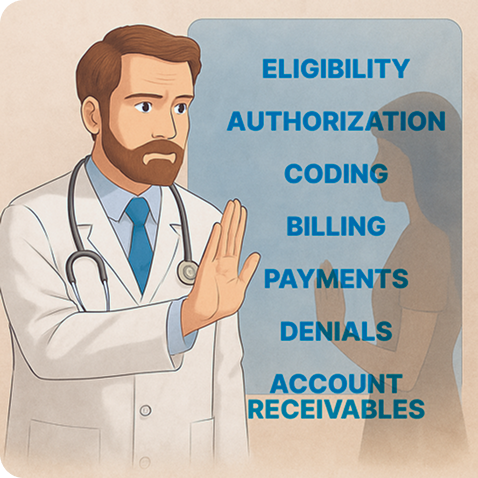 ELIGIBILITY
AUTHORIZATION
CODING
BILLING
PAYMENTS
DENIALS
ACCOUNT
RECEIVABLES